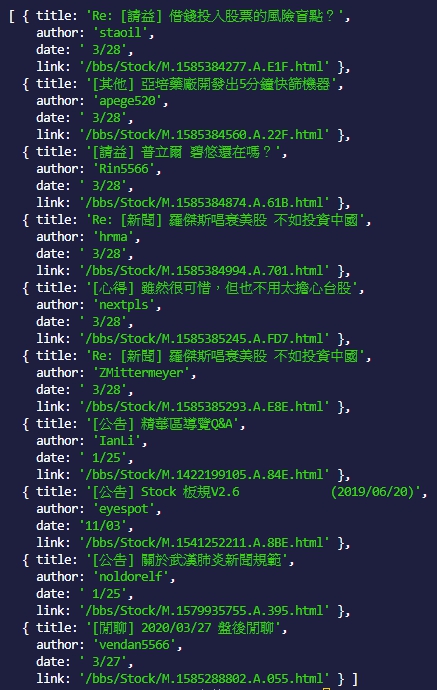 [ { title: 'Re: [請益] 借錢投入股票的風險盲點？',
author: 'staoil',
date: ' 3/28',
link: '/bbs/Stock/M.1585384277.A.E1F.html' },
{ title: '[其他] 亞培藥廠開發出5分鐘快篩機器',
author: 'apege520',
date: ' 3/28',
link: '/bbs/Stock/M.1585384560.A.22F.html' },
{ title: '[請益] 普立爾 碧悠還在嗎？',
author: 'Rin5566',
date: ' 3/28',
link: '/bbs/Stock/M.1585384874.A.61B.html' },
{ title: 'Re: [新聞] 羅傑斯唱衰美股 不如投資中國',
author: 'hrma',
date: ' 3/28',
link: '/bbs/Stock/M.1585384994.A.701.html' },
{ title: '[心得] 雖然很可惜，但也不用太擔心台股',
author: 'nextpls',
date: ' 3/28',
link: '/bbs/Stock/M.1585385245.A.FD7.html' },
{ title: 'Re: [新聞] 羅傑斯唱衰美股 不如投資中國',
author: 'ZMittermeyer',
date: ' 3/28',
link: '/bbs/Stock/M.1585385293.A.E8E.html' },
{ title: '[公告] 精華區導覽Q&A',
author: 'IanLi',
date: ' 1/25',
link: '/bbs/Stock/M.1422199105.A.84E.html' },
{ title: '[公告] Stock 板規V2.6              (2019/06/20)',
author: 'eyespot',
date: '11/03',
link: '/bbs/Stock/M.1541252211.A.8BE.html' },
{ title: '[公告] 關於武漢肺炎新聞規範',
author: 'noldorelf',
date: ' 1/25',
link: '/bbs/Stock/M.1579935755.A.395.html' },
{ title: '[閒聊] 2020/03/27 盤後閒聊',
author: 'vendan5566',
date: ' 3/27',
link: '/bbs/Stock/M.1585288802.A.055.html' } ]